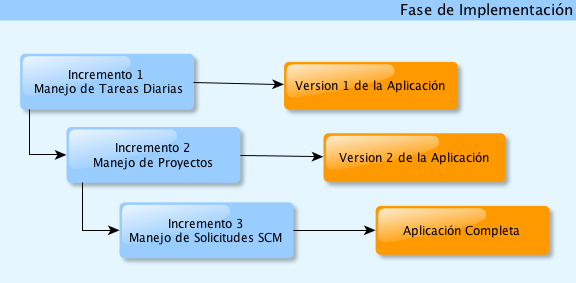 Fase de Implementación
Incremento 1
Manejo de Tareas Diarias
Version 1 de la Aplicación
Incremento 2
Manejo de Proyectos
Version 2 de la Aplicación
Incremento 3
Manejo de Solicitudes SCM
Aplicación Completa